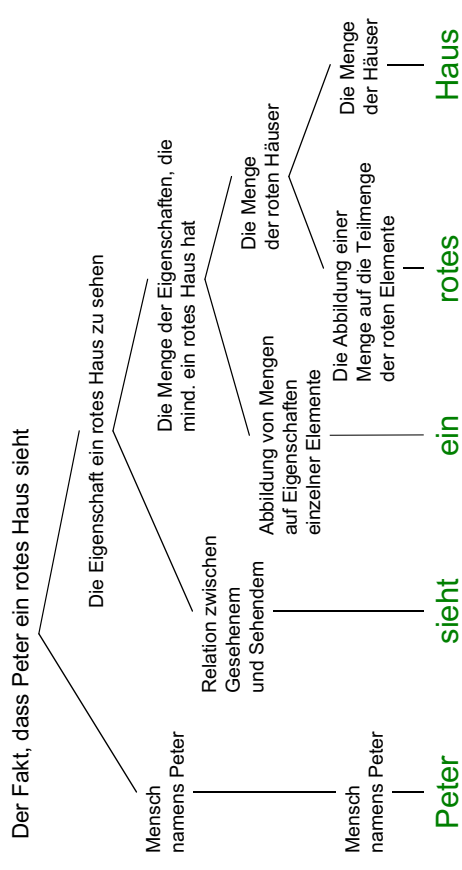 Der Fakt, dass Peter ein rotes Haus sieht
Die Eigenschaft ein rotes Haus zu sehen
Mensch
namens Peter
Die Menge der Eigenschaften, die
mind. ein rotes Haus hat
Relation zwischen
Gesehenem
und Sehendem
Die Menge
der roten Häuser
Abbildung von Mengen
auf Eigenschaften
einzelner Elemente
Mensch
namens Peter
Die Abbildung einer
Menge auf die Teilmenge
der roten Elemente
Die Menge
der Häuser
Peter sieht ein rotes Haus